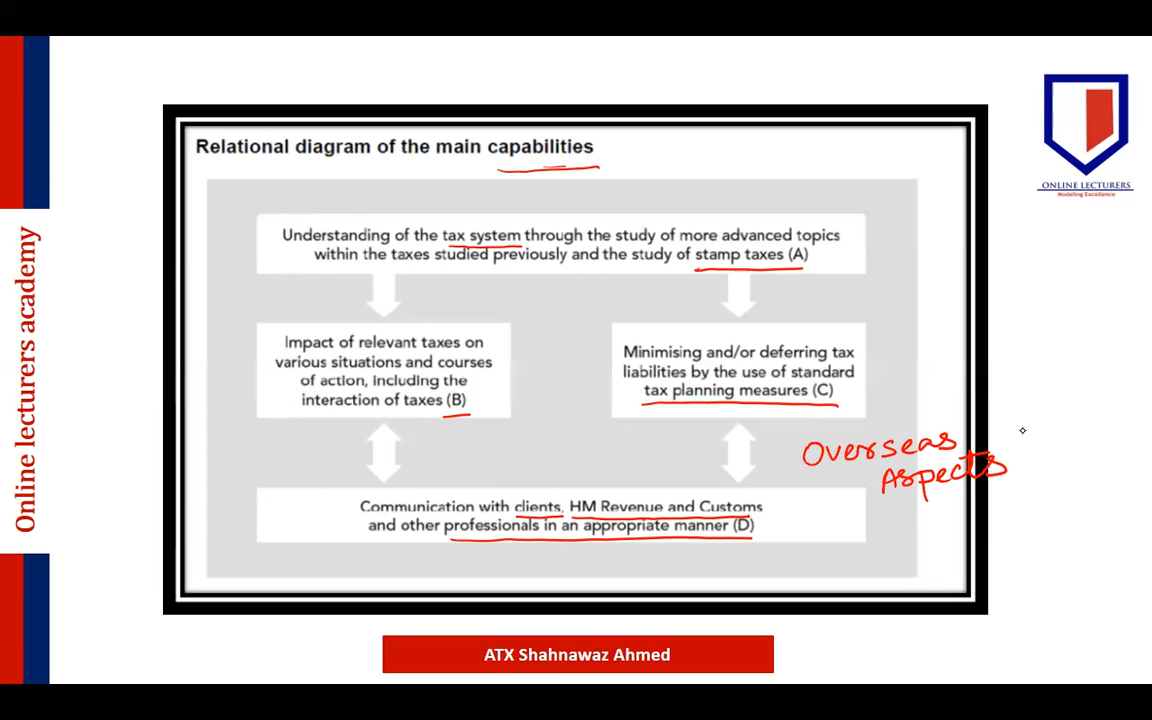 Online lecturers academy
Relational diagram of the main capabilities
Understanding of the tax system through the study of more advanced topics
within the taxes studied previously and the study of stamp taxes (A)
Impact of relevant taxes on
various situations and courses
of action, including the
interaction of taxes (B)
Minimising and/or deferring tax
liabilities by the use of standard
tax planning measures (C)
Overseas
Aspects
Communication with clients, HM Revenue and Customs
and other professionals in an appropriate manner (D)
ONLINE LECTURERS
Modeling Excellence
ATX Shahnawaz Ahmed